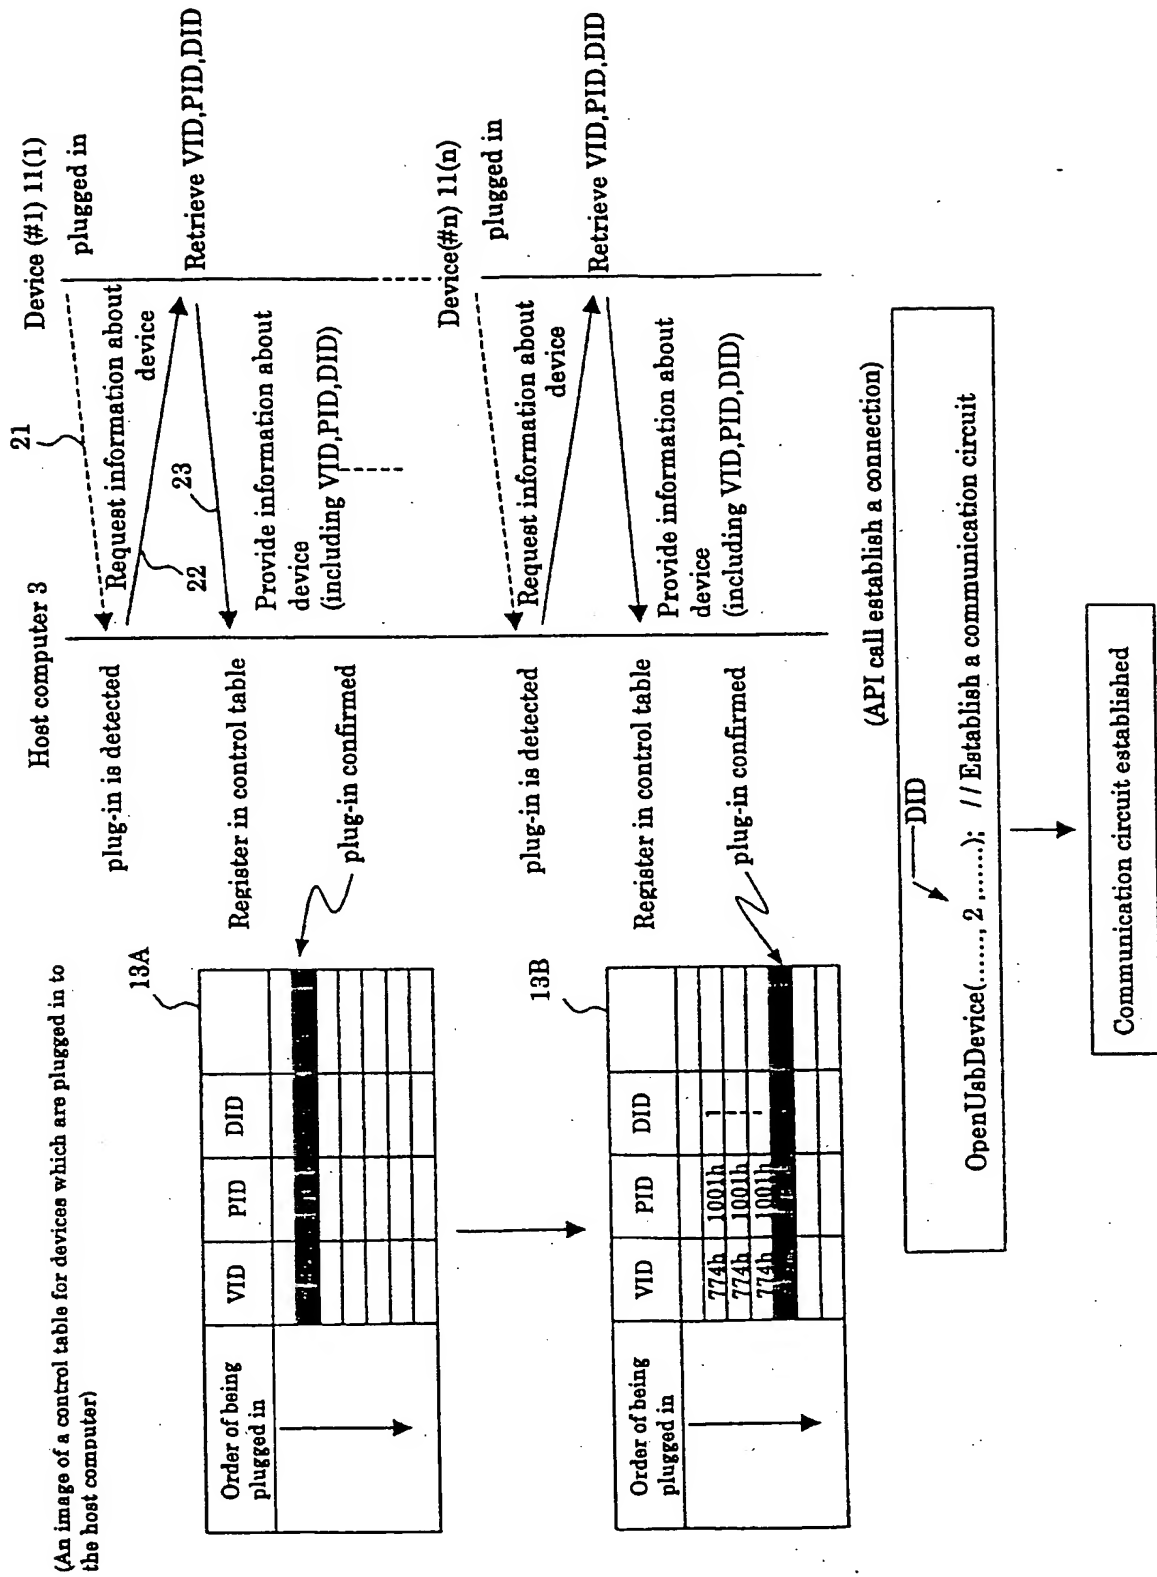 (An image of a control table for devices which are plugged in to
the host computer)
Host computer 3
Device (#1) 11(1)
21
plugged in
plug-in is detected
Request information about
device
22
Retrieve VID,PID,DID
23
13A
Register in control table
Provide information about
device
(including VID,PID,DID)
plug-in confirmed
Order of being
plugged in
VID
PID
DID
Device(#n) 11(n)
plugged in
plug-in is detected
Request information about
device
Retrieve VID,PID,DID
13B
Register in control table
Provide information about
device
(including VID,PID,DID)
plug-in confirmed
Order of being
plugged in
VID
PID
DID
774h 1001h 1
774h 1001h
774h 1001h
(API call establish a connection)
DID
OpenUsbDevice(......, 2 ......); //Establish a communication circuit
Communication circuit established